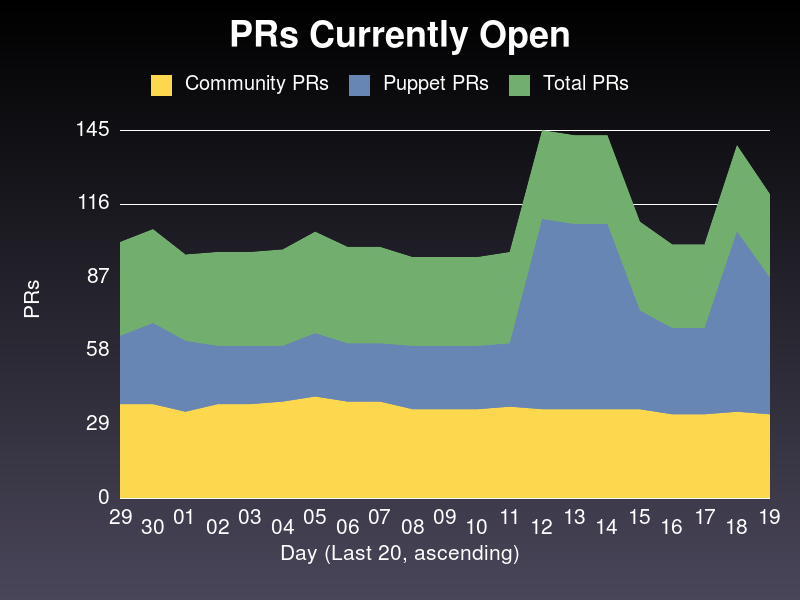 PRs Currently Open
Community PRs Puppet PRs Total PRs
145
116
87
58
29
0
PRs
29 30 01 02 03 04 05 06 07 08 09 10 11 12 13 14 15 16 17 18 19
Day (Last 20, ascending)